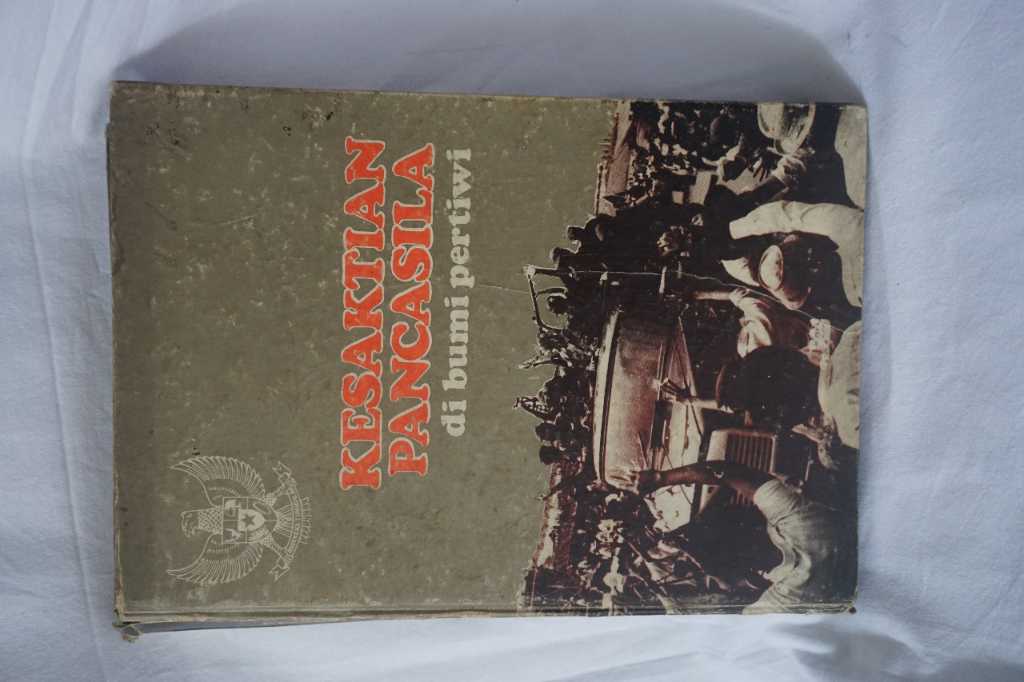 KESAKTIAN
PANCASILA
di bumi pertiwi